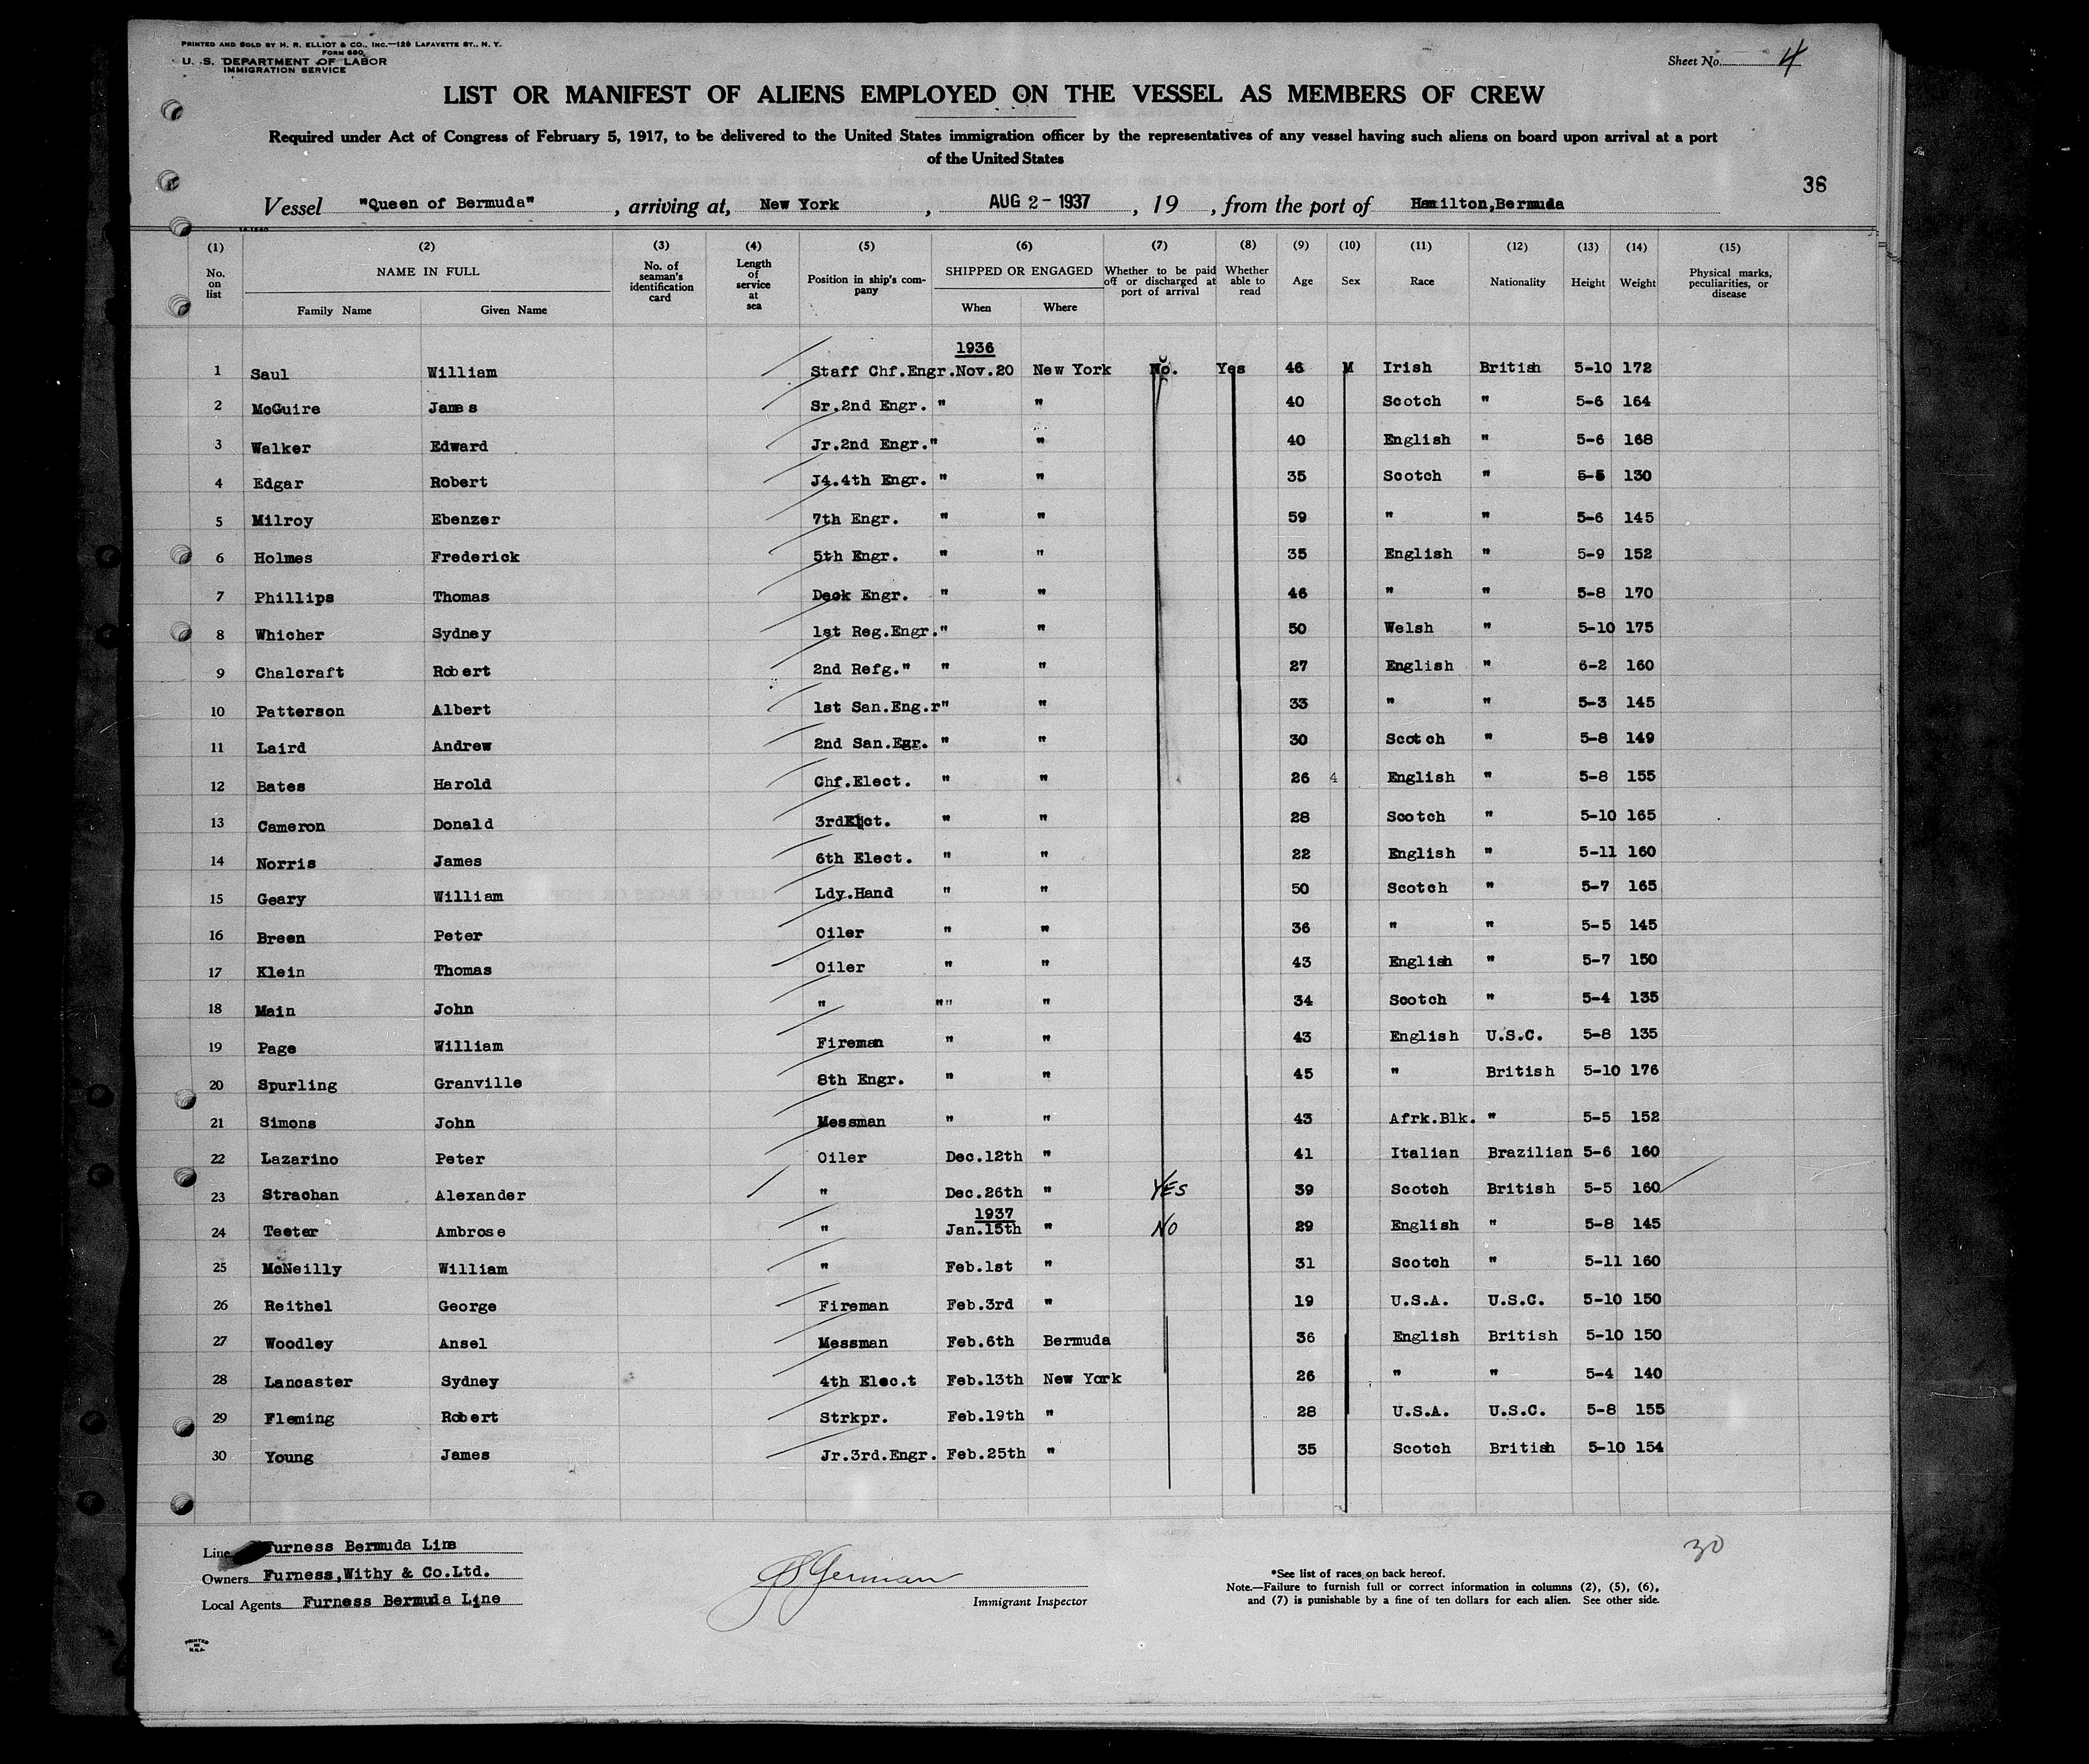 PRINTED AND SOLD BY H. R. ELLIOT & CO., INC.—128 LAFAYETTE ST., N. Y.
FORM 680
U. S. DEPARTMENT OF LABOR
IMMIGRATION SERVICE
Sheet No. 4
LIST OR MANIFEST OF ALIENS EMPLOYED ON THE VESSEL AS MEMBERS OF CREW
Required under Act of Congress of February 5, 1917, to be delivered to the United States immigration officer by the representatives of any vessel having such aliens on board upon arrival at a port
of the United States
36
Vessel "Queen of Bermuda", arriving at, New York, AUG 2-1937, 19 , from the port of Hamilton,Bermuda
(1) (2) (3) (4) (5) (6) (7) (8) (9) (10) (11) (12) (13) (14) (15)
No. on list NAME IN FULL Family Name Given Name No. of seaman's identification card Length of service at sea Position in ship's company SHIPPED OR ENGAGED When Where Whether to be paid off or discharged at port of arrival Whether able to read Age Sex Race Nationality Height Weight Physical marks, peculiarities, or disease
1936
1 Saul William Staff Chf.Engr.Nov.20 New York No. Yes 46 M Irish British 5-10 172
2 McGuire James Sr.2nd Engr. " " 40 Scotch " 5-6 164
3 Walker Edward Jr.2nd Engr." " 40 English " 5-6 168
4 Edgar Robert J4.4th Engr. " " 35 Scotch " 5-5 130
5 Milroy Ebenzer 7th Engr. " " 59 " " 5-6 145
6 Holmes Frederick 5th Engr. " " 35 English " 5-9 152
7 Phillips Thomas Deck Engr. " " 46 " " 5-8 170
8 Whicher Sydney 1st Reg.Engr." " 50 Welsh " 5-10 175
9 Chalcraft Robert 2nd Refg." " " 27 English " 6-2 160
10 Patterson Albert 1st San.Eng.r" " 33 " " 5-3 145
11 Laird Andrew 2nd San.Egr. " " 30 Scotch " 5-8 149
12 Bates Harold Chf.Elect. " " 26 4 English " 5-8 155
13 Cameron Donald 3rdElct. " " 28 Scotch " 5-10 165
14 Norris James 6th Elect. " " 22 English " 5-11 160
15 Geary William Ldy.Hand " " 50 Scotch " 5-7 165
16 Breen Peter Oiler " " 36 " " 5-5 145
17 Klein Thomas Oiler " " 43 English " 5-7 150
18 Main John " "" " 34 Scotch " 5-4 135
19 Page William Fireman " " 43 English U.S.C. 5-8 135
20 Spurling Granville 8th Engr. " " 45 " British 5-10 176
21 Simons John Messman " " 43 Afrk.Blk. " 5-5 152
22 Lazarino Peter Oiler Dec.12th " 41 Italian Brazilian 5-6 160
23 Strachan Alexander " Dec.26th " YES 39 Scotch British 5-5 160
1937
24 Teeter Ambrose " Jan.15th " NO 29 English " 5-8 145
25 McNeilly William " Feb.1st " 31 Scotch " 5-11 160
26 Reithel George Fireman Feb.3rd " 19 U.S.A. U.S.C. 5-10 150
27 Woodley Ansel Messman Feb.6th Bermuda 36 English British 5-10 150
28 Lancaster Sydney 4th Elec.t Feb.13th New York 26 " " 5-4 140
29 Fleming Robert Strkpr. Feb.19th " 28 U.S.A. U.S.C. 5-8 155
30 Young James Jr.3rd.Engr. Feb.25th " 35 Scotch British 5-10 154
Line Furness Bermuda Line
Owners Furness,Withy & Co.Ltd.
Local Agents Furness Bermuda Line
German
Immigrant Inspector
30
*See list of races on back hereof.
Note.—Failure to furnish full or correct information in columns (2), (5), (6),
and (7) is punishable by a fine of ten dollars for each alien. See other side.
PRINTED
IN
U.S.A.